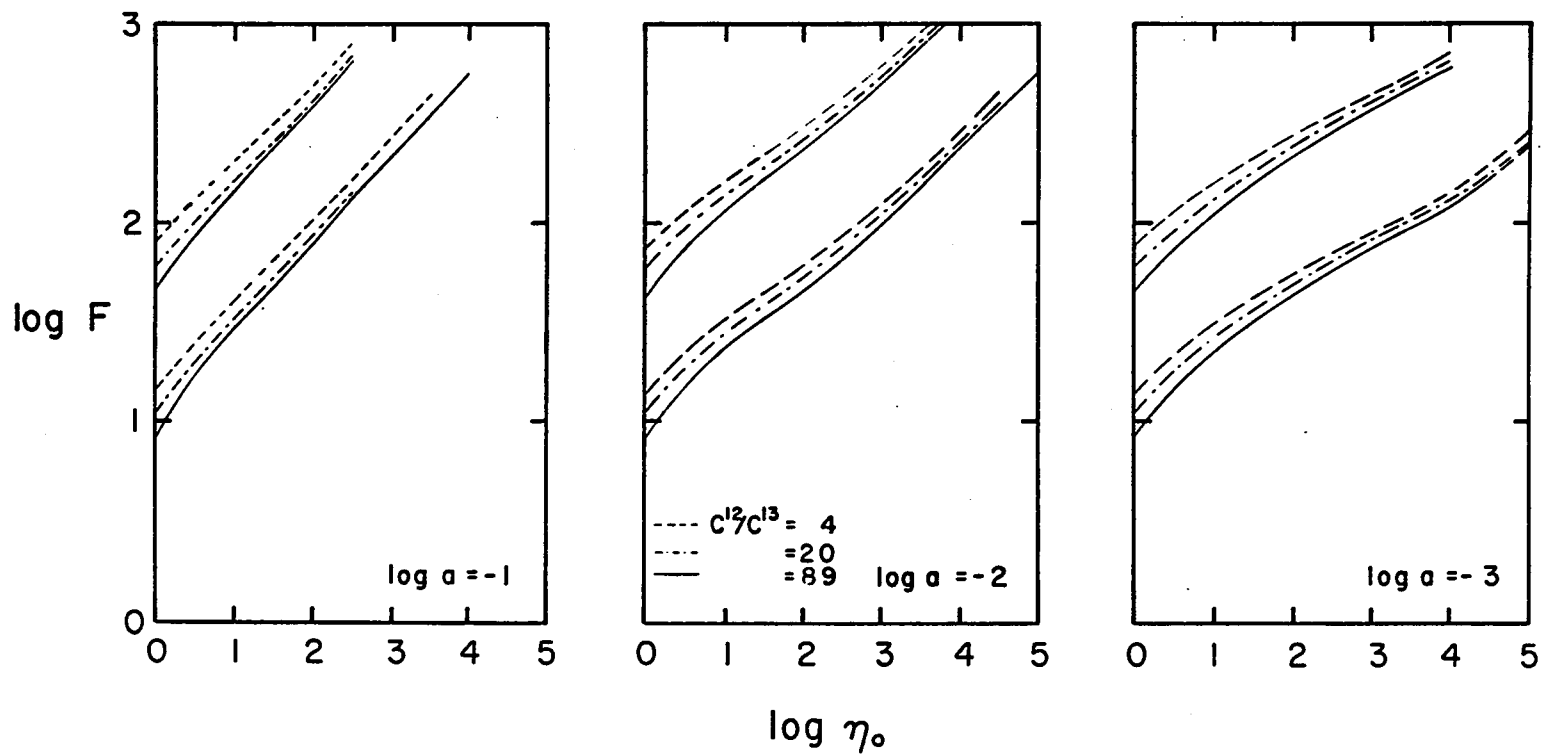 3
2
1
0
log F
0 1 2 3 4 5
log a = -1
C¹²/C¹³ = 4
= 20
= 89
log a = -2
0 1 2 3 4 5
log a = -3
0 1 2 3 4 5
log η₀